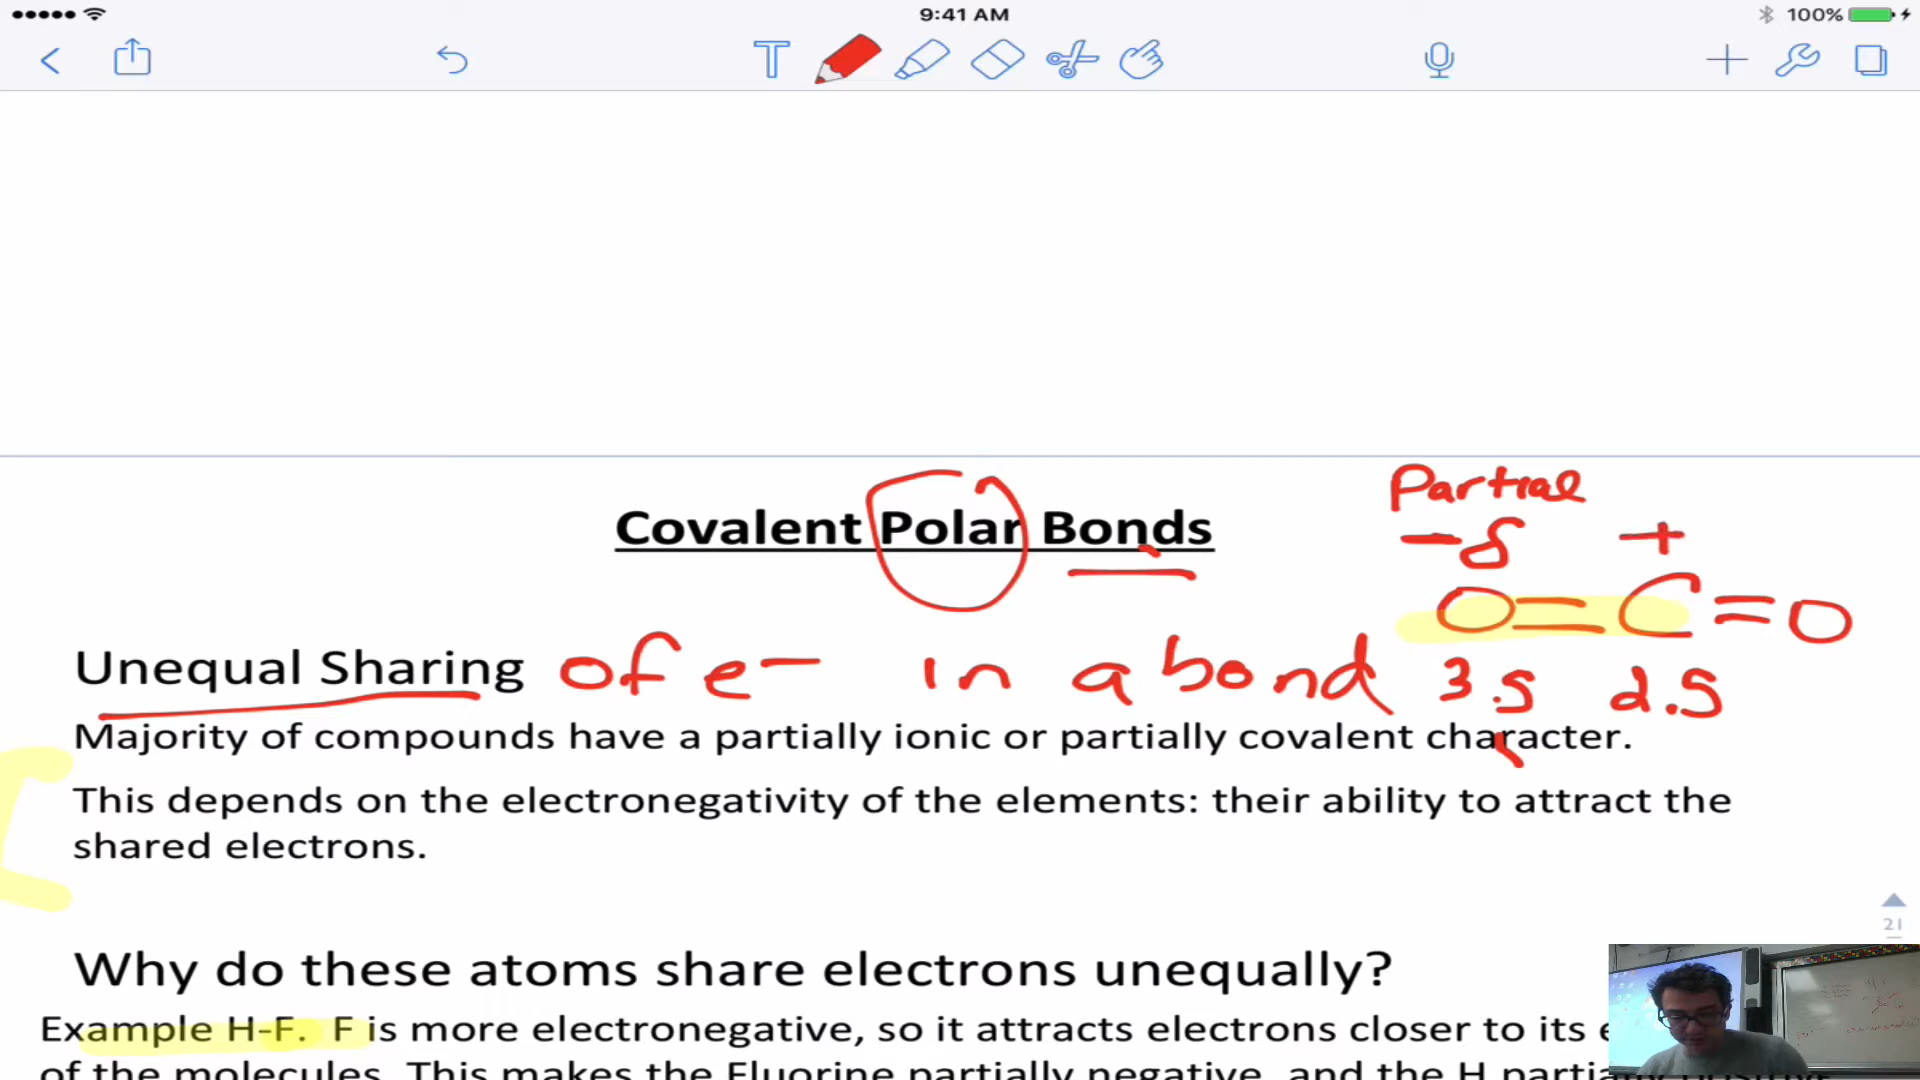 9:41 AM
100%
T
Covalent Polar Bonds
Partial
- δ +
O=C=O
3.5 2.5
Unequal Sharing of e- in a bond
Majority of compounds have a partially ionic or partially covalent character.
This depends on the electronegativity of the elements: their ability to attract the
shared electrons.
21
Why do these atoms share electrons unequally?
Example H-F. F is more electronegative, so it attracts electrons closer to its
of the molecules. This makes the Fluorine partially negative, and the H partially positive